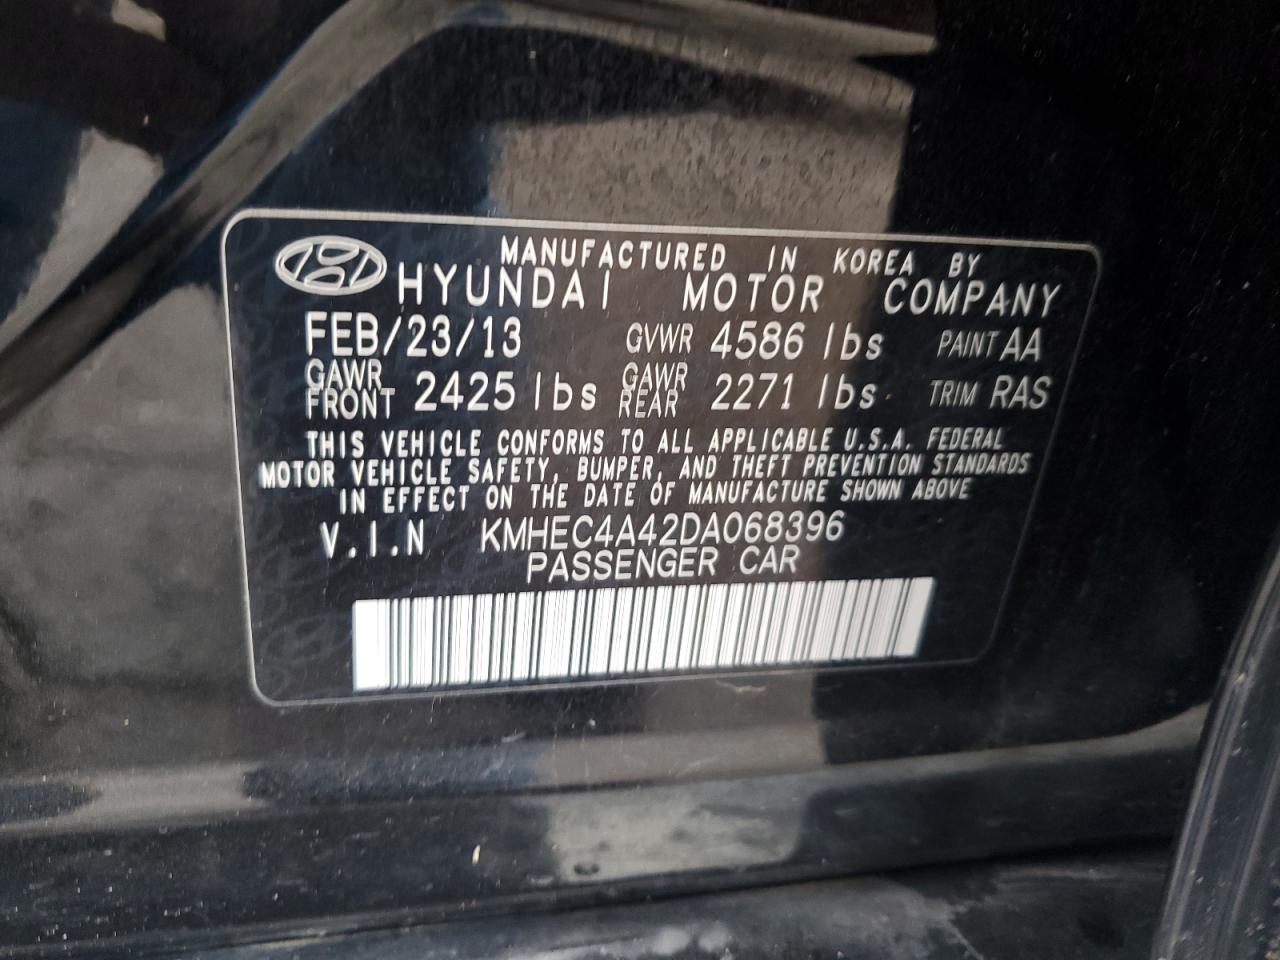 MANUFACTURED IN KOREA BY
HYUNDAI MOTOR COMPANY
FEB/23/13 GVWR 4586 lbs PAINT AA
GAWR FRONT 2425 lbs GAWR REAR 2271 lbs TRIM RAS
THIS VEHICLE CONFORMS TO ALL APPLICABLE U.S.A. FEDERAL
MOTOR VEHICLE SAFETY, BUMPER, AND THEFT PREVENTION STANDARDS
IN EFFECT ON THE DATE OF MANUFACTURE SHOWN ABOVE
V.I.N KMHEC4A42DA068396
PASSENGER CAR